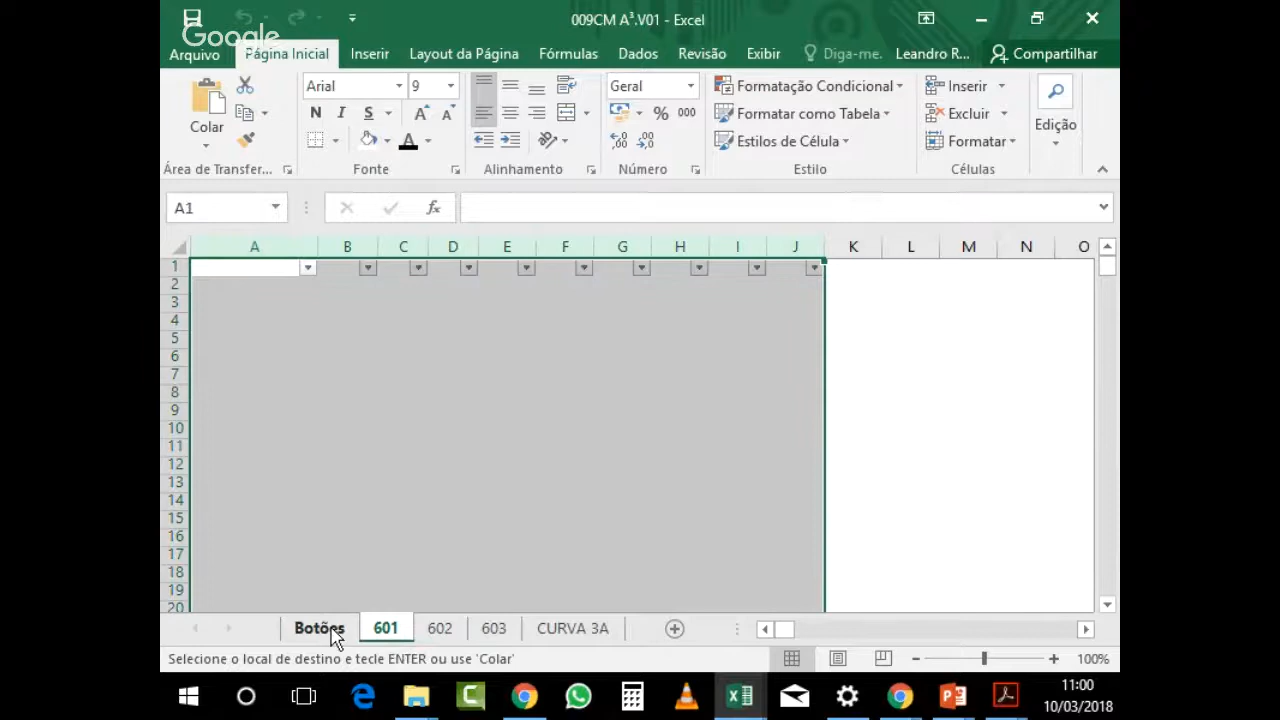 009CM A³.V01 - Excel
Google
Arquivo Página Inicial Inserir Layout da Página Fórmulas Dados Revisão Exibir Diga-me. Leandro R... Compartilhar
Colar
Arial 9
N I S
Geral
% 000
Formatação Condicional
Formatar como Tabela
Estilos de Célula
Inserir
Excluir
Formatar
Edição
Área de Transfer... Fonte Alinhamento Número Estilo Células
A1 fx
A B C D E F G H I J K L M N O
1
2
3
4
5
6
7
8
9
10
11
12
13
14
15
16
17
18
19
20
Botões 601 602 603 CURVA 3A
Selecione o local de destino e tecle ENTER ou use 'Colar' 100%
11:00
10/03/2018